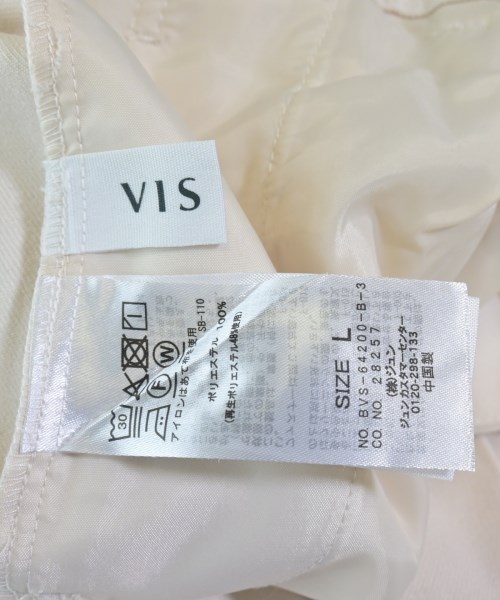 VIS
30
F
W
アイロンはあて布を使用
SB-110
ポリエステル 100%
(再生ポリエステル48%使用)
SIZE L
NO. BVS-64200-B-3
CO NO. 28257
(株)ジュン
ジュンカスタマーセンター
0120-298-133
中国製